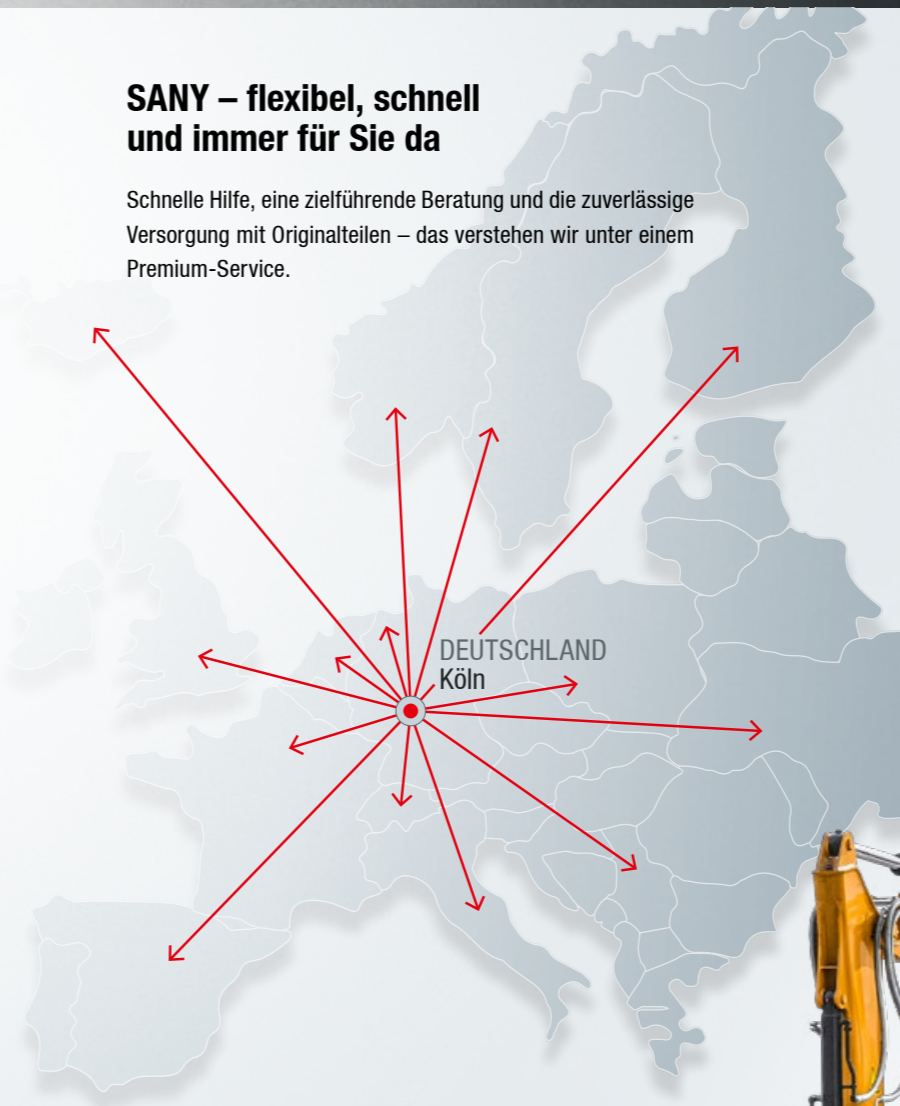 SANY – flexibel, schnell
und immer für Sie da
Schnelle Hilfe, eine zielführende Beratung und die zuverlässige
Versorgung mit Originalteilen – das verstehen wir unter einem
Premium-Service.
DEUTSCHLAND
Köln